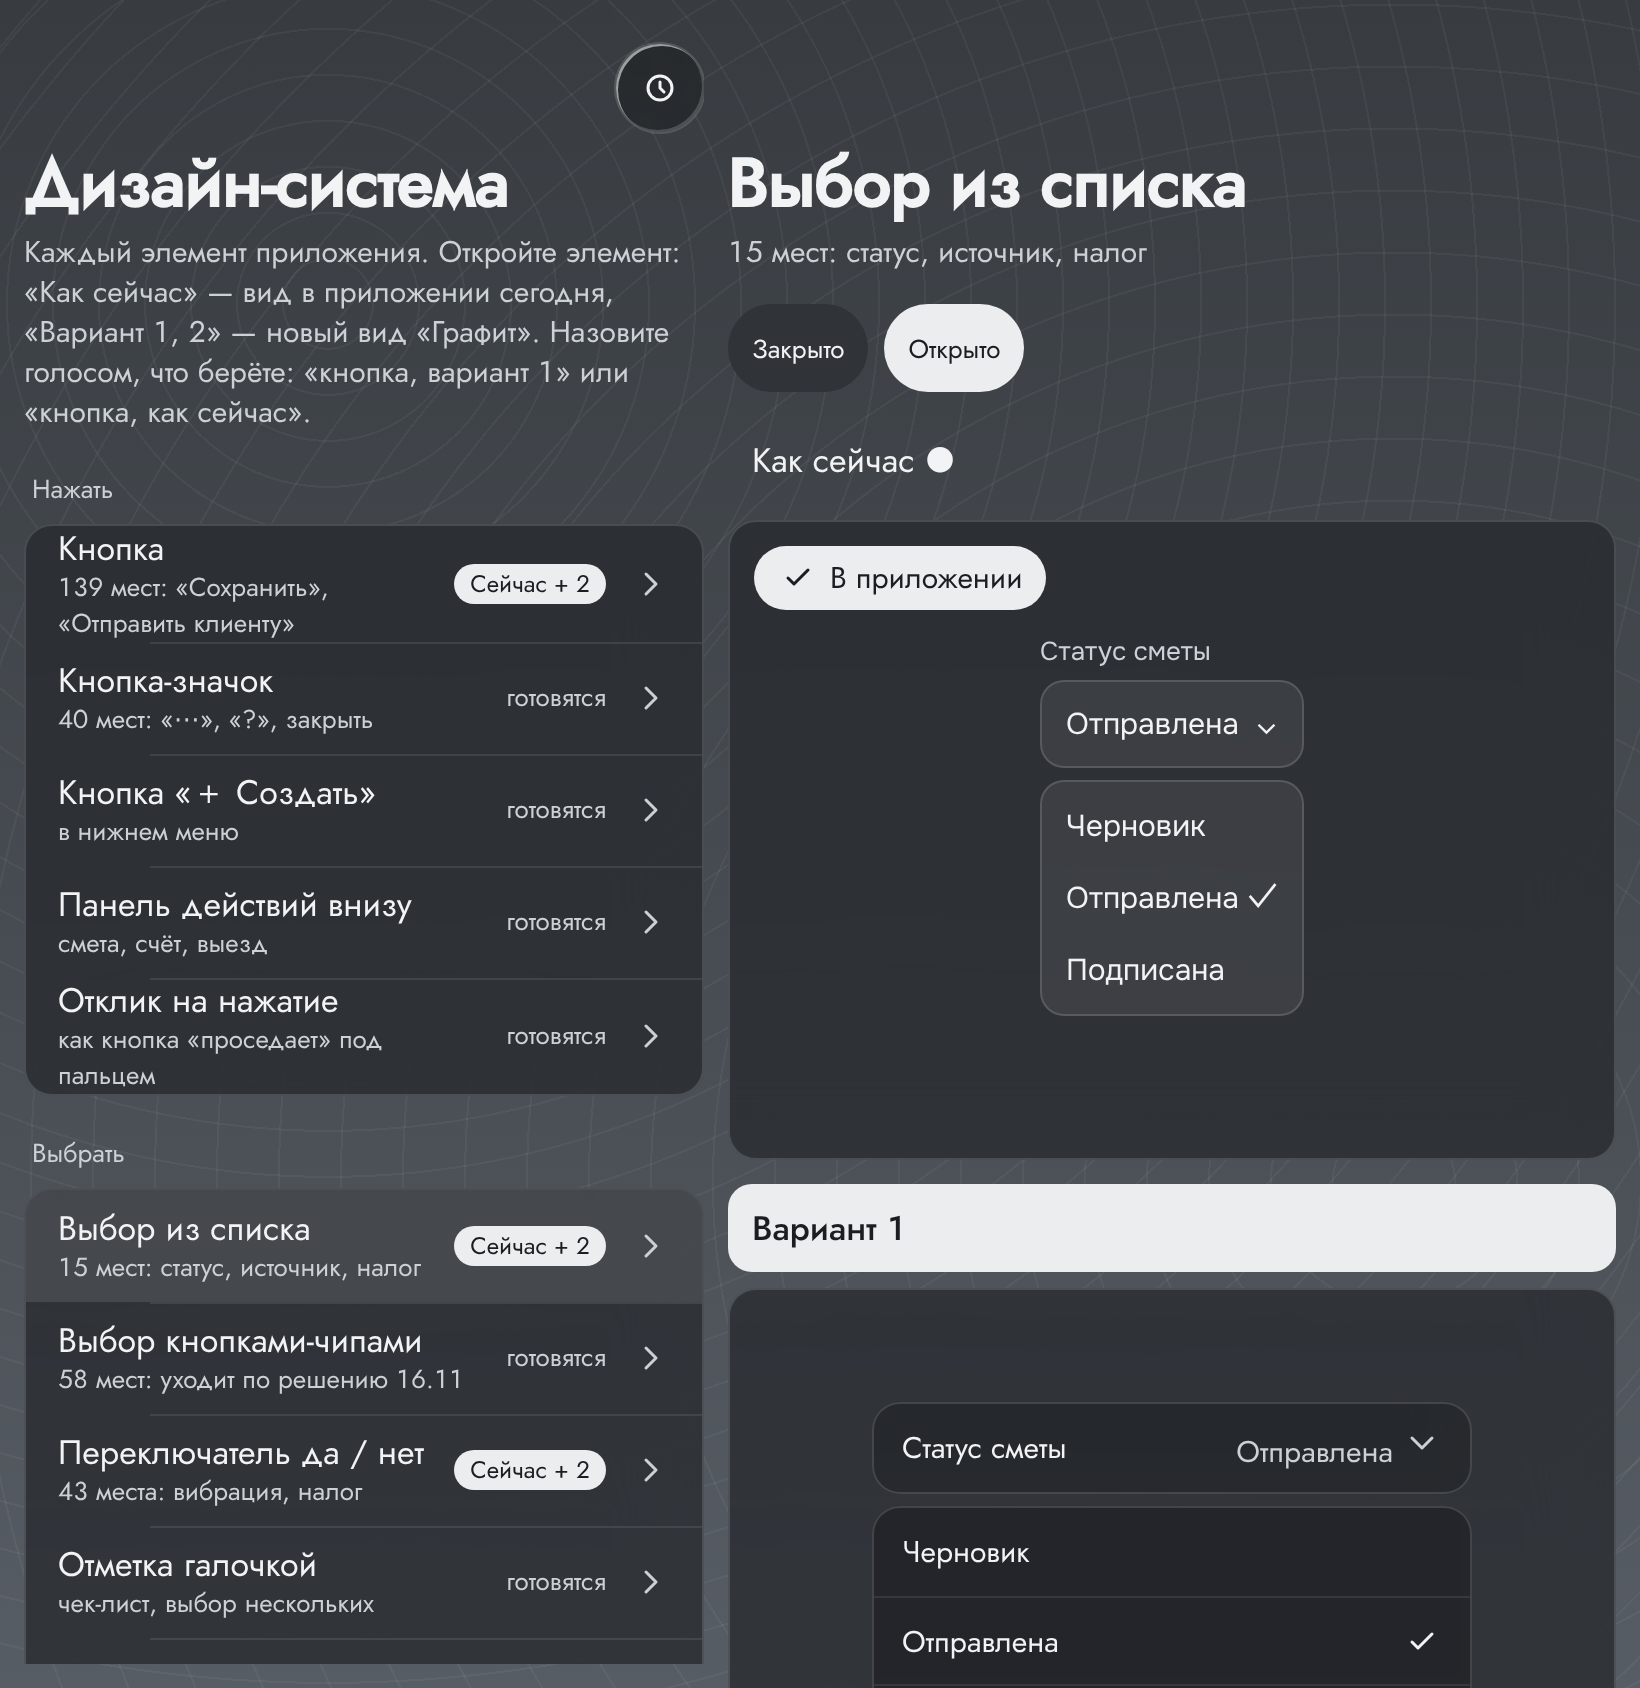 Дизайн-система
Каждый элемент приложения. Откройте элемент:
«Как сейчас» — вид в приложении сегодня,
«Вариант 1, 2» — новый вид «Графит». Назовите
голосом, что берёте: «кнопка, вариант 1» или
«кнопка, как сейчас».
Нажать
Кнопка
139 мест: «Сохранить»,
«Отправить клиенту»
Сейчас + 2
Кнопка-значок
40 мест: «···», «?», закрыть
готовятся
Кнопка «+ Создать»
в нижнем меню
готовятся
Панель действий внизу
смета, счёт, выезд
готовятся
Отклик на нажатие
как кнопка «проседает» под
пальцем
готовятся
Выбрать
Выбор из списка
15 мест: статус, источник, налог
Сейчас + 2
Выбор кнопками-чипами
58 мест: уходит по решению 16.11
готовятся
Переключатель да / нет
43 места: вибрация, налог
Сейчас + 2
Отметка галочкой
чек-лист, выбор нескольких
готовятся
Выбор из списка
15 мест: статус, источник, налог
Закрыто
Открыто
Как сейчас
В приложении
Статус сметы
Отправлена
Черновик
Отправлена
Подписана
Вариант 1
Статус сметы
Отправлена
Черновик
Отправлена